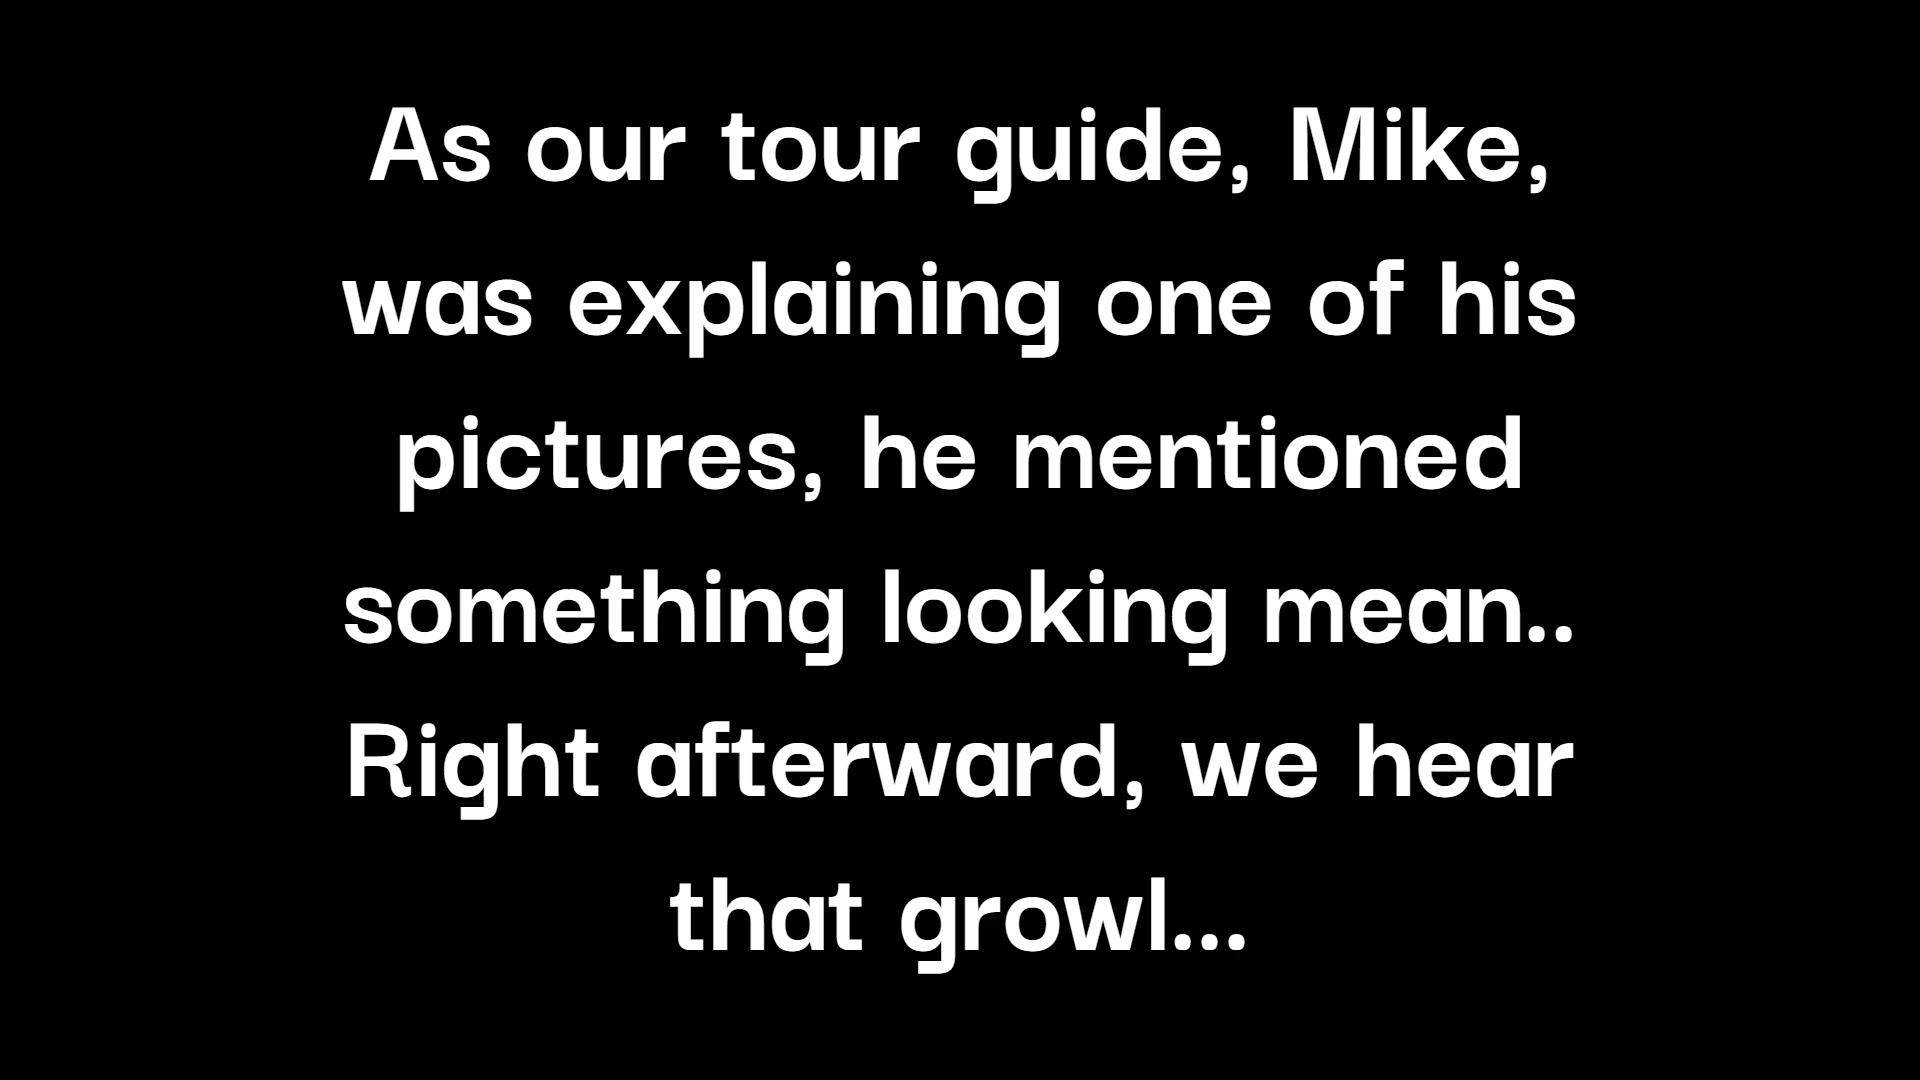 As our tour guide, Mike,
was explaining one of his
pictures, he mentioned
something looking mean..
Right afterward, we hear
that growl...